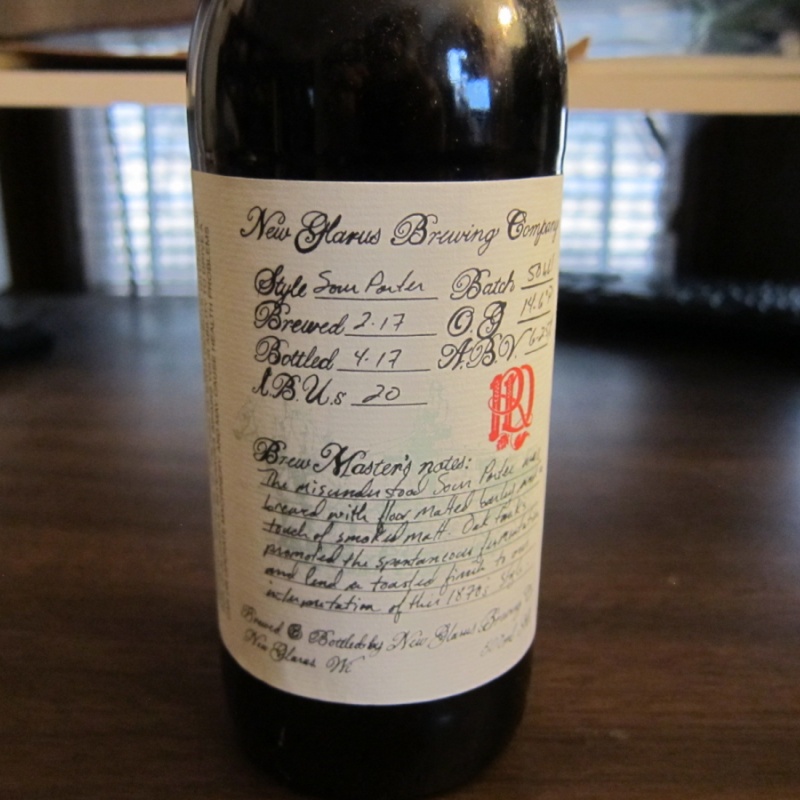 New Glarus Brewing Company
Style Sour Porter Batch
Brewed 2.17 O.G 19.6°
Bottled 4.17 A.B.V.
I.B.U.s 20
Brew Master's notes:
The misunderstood Sour Porter was
brewed with floor malted barley and a
touch of smoked malt. Oak tanks
promoted the spontaneous fermentation
and lend a toasted finish to our
interpretation of this 1870s style.
Brewed & Bottled by New Glarus Brewing Co.
New Glarus Wi 500ml